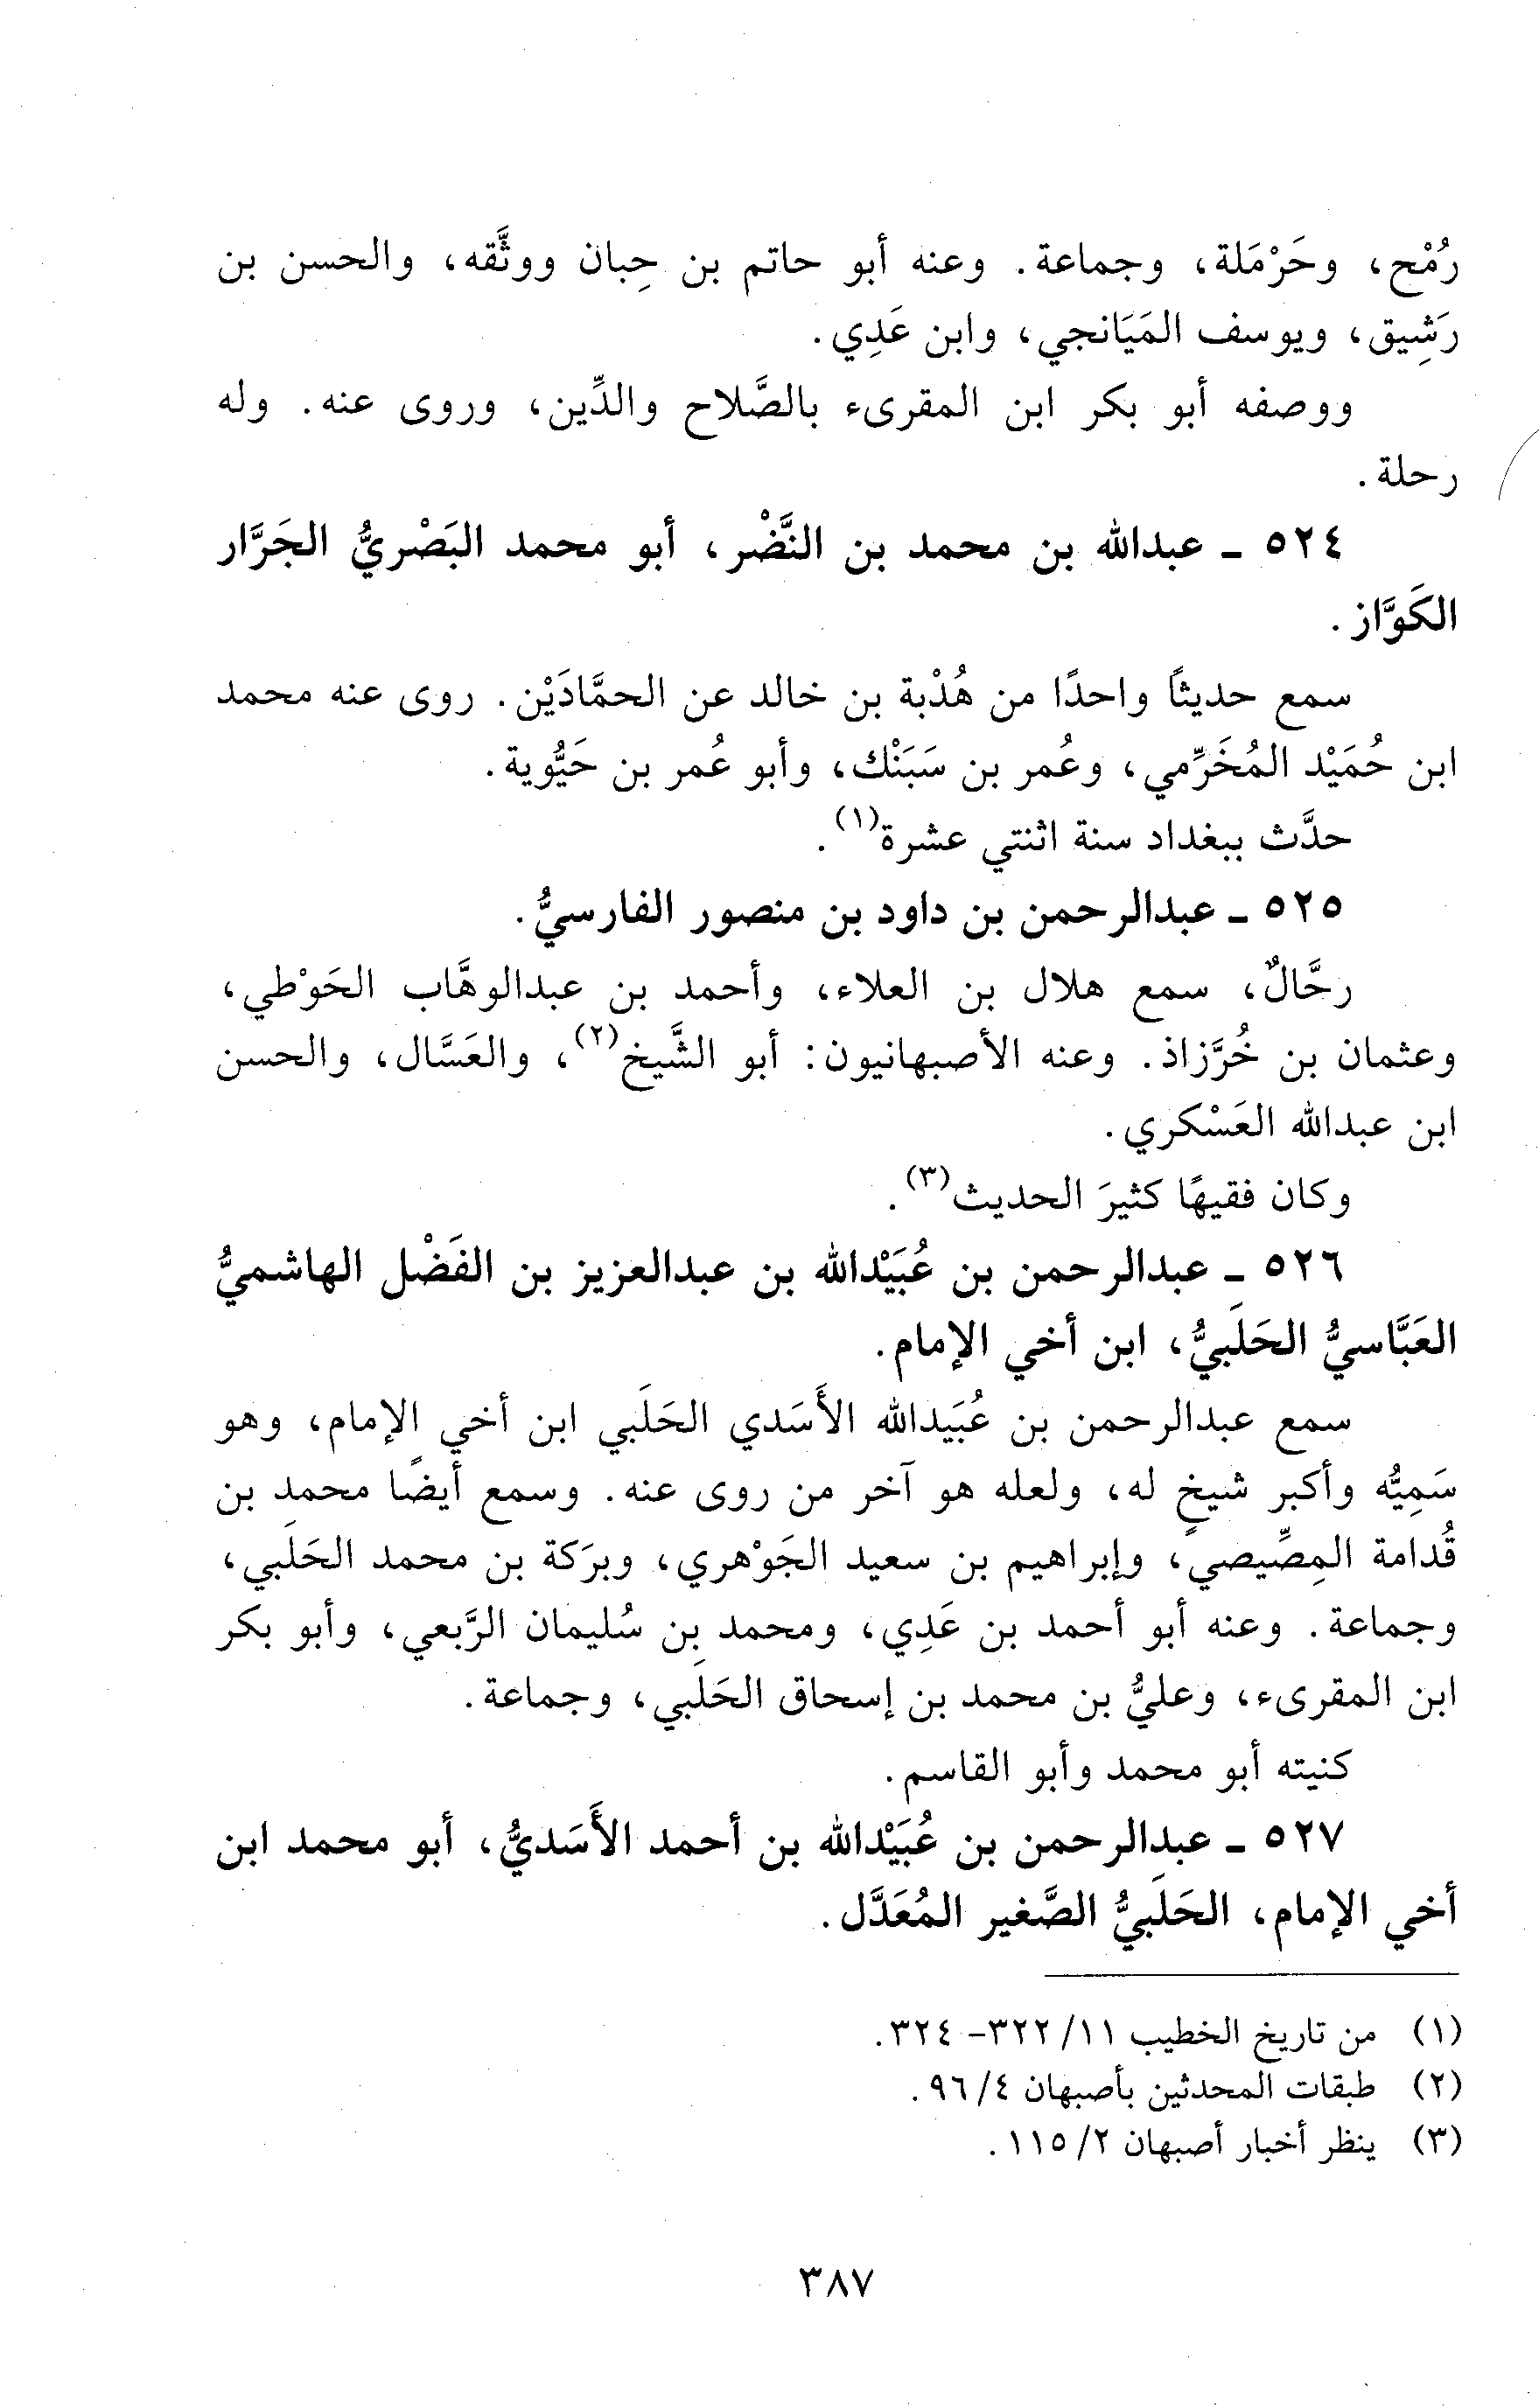 رُمْح، وحَرْمَلة، وجماعة. وعنه أبو حاتم بن حِبان ووثَّقه، والحسن بن
رَشِيق، ويوسف المَيَانجي، وابن عَدِي.
ووصفه أبو بكر ابن المقرىء بالصَّلاح والدِّين، وروى عنه. وله
رحلة.
٥٢٤ ـ عبدالله بن محمد بن النَّضْر، أبو محمد البَصْريُّ الجَرَّار
الكَوَّاز.
سمع حديثاً واحدًا من هُدْبة بن خالد عن الحمَّادَيْن. روى عنه محمد
ابن حُمَيْد المُخَرِّمي، وعُمر بن سَبَنْك، وأبو عُمر بن حَيُّوية.
حدَّث ببغداد سنة اثنتي عشرة(١).
٥٢٥ ـ عبدالرحمن بن داود بن منصور الفارسيُّ.
رحَّالٌ، سمع هلال بن العلاء، وأحمد بن عبدالوهَّاب الحَوْطي،
وعثمان بن خُرَّزاذ. وعنه الأصبهانيون: أبو الشَّيخ(٢)، والعَسَّال، والحسن
ابن عبدالله العَسْكري.
وكان فقيهًا كثيرَ الحديث(٣).
٥٢٦ ـ عبدالرحمن بن عُبَيْدالله بن عبدالعزيز بن الفَضْل الهاشميُّ
العَبَّاسيُّ الحَلَبيُّ، ابن أخي الإمام.
سمع عبدالرحمن بن عُبَيدالله الأَسَدي الحَلَبي ابن أخي الإمام، وهو
سَمِيُّه وأكبر شيخٍ له، ولعله هو آخر من روى عنه. وسمع أيضًا محمد بن
قُدامة المِصِّيصي، وإبراهيم بن سعيد الجَوْهري، وبرَكة بن محمد الحَلَبي،
وجماعة. وعنه أبو أحمد بن عَدِي، ومحمد بن سُليمان الرَّبعي، وأبو بكر
ابن المقرىء، وعليُّ بن محمد بن إسحاق الحَلَبي، وجماعة.
كنيته أبو محمد وأبو القاسم.
٥٢٧ ـ عبدالرحمن بن عُبَيْدالله بن أحمد الأَسَديُّ، أبو محمد ابن
أخي الإمام، الحَلَبيُّ الصَّغير المُعَدَّل.
(١) من تاريخ الخطيب ١١/ ٣٢٢- ٣٢٤.
(٢) طبقات المحدثين بأصبهان ٤/ ٩٦.
(٣) ينظر أخبار أصبهان ٢/ ١١٥.
٣٨٧